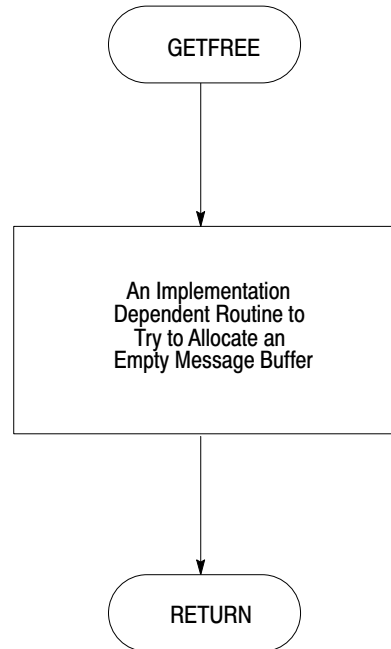 GETFREE
An Implementation
Dependent Routine to
Try to Allocate an
Empty Message Buffer
RETURN